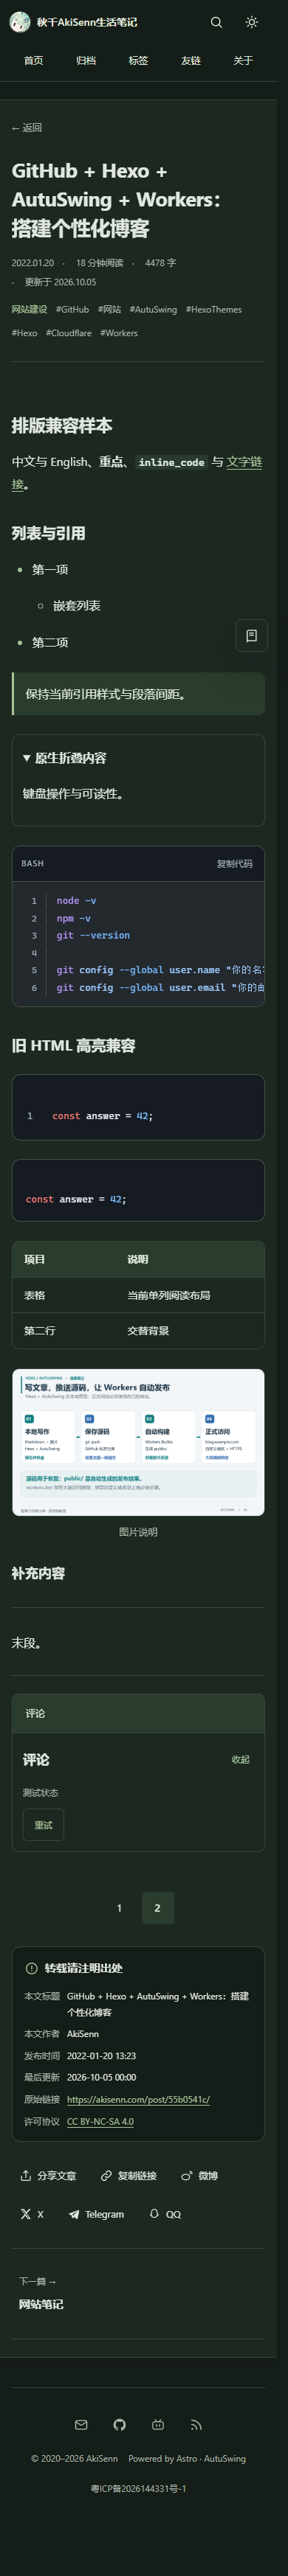 秋千AkiSenn生活笔记
首页 归档 标签 友链 关于
← 返回
GitHub + Hexo +
AutuSwing + Workers：
搭建个性化博客
2022.01.20 · 18 分钟阅读 · 4478 字
· 更新于 2026.10.05
网站建设 #GitHub #网站 #AutuSwing #HexoThemes
#Hexo #Cloudflare #Workers
排版兼容样本
中文与 English、重点、inline_code 与 文字链
接。
列表与引用
第一项
嵌套列表
第二项
保持当前引用样式与段落间距。
▼ 原生折叠内容
键盘操作与可读性。
BASH 复制代码
1 node -v
2 npm -v
3 git --version
4
5 git config --global user.name "你的名字
6 git config --global user.email "你的邮
旧 HTML 高亮兼容
1 const answer = 42;
const answer = 42;
项目 说明
表格 当前单列阅读布局
第二行 交替背景
写文章，推送源码，让 Workers 自动发布
01 02 03 04
本地写作 保存源码 自动构建 正式访问
图片说明
补充内容
末段。
评论
评论 收起
测试状态
重试
1 2
转载请注明出处
本文标题 GitHub + Hexo + AutuSwing + Workers：搭建
个性化博客
本文作者 AkiSenn
发布时间 2022-01-20 13:23
最后更新 2026-10-05 00:00
原始链接 https://akisenn.com/post/55b0541c/
许可协议 CC BY-NC-SA 4.0
分享文章 复制链接 微博
X Telegram QQ
下一篇 →
网站笔记
© 2020–2026 AkiSenn Powered by Astro · AutuSwing
粤ICP备2026144331号-1